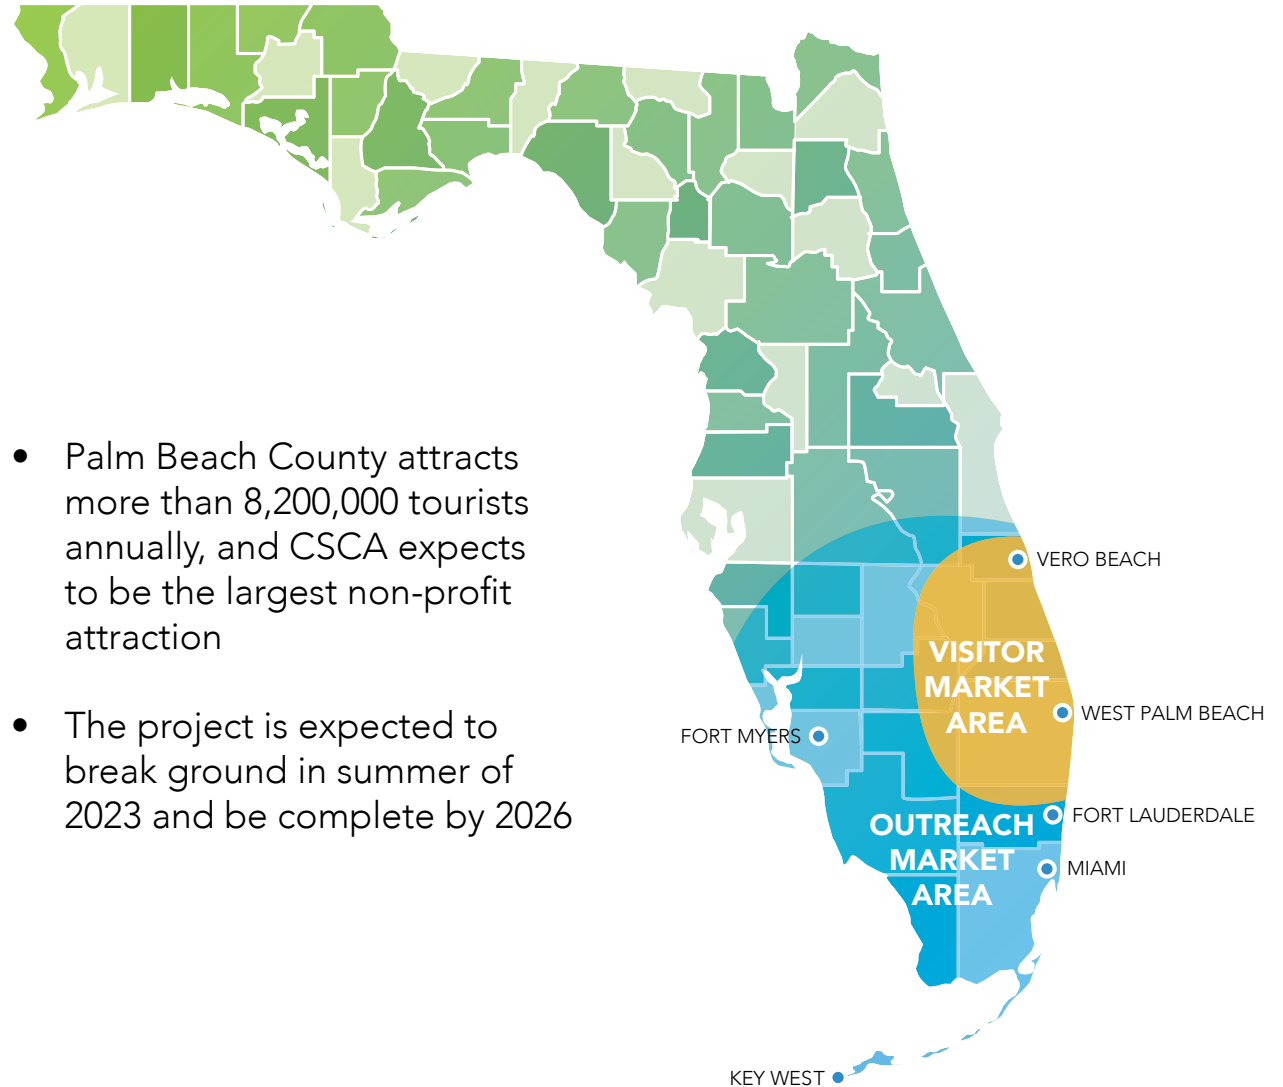 • Palm Beach County attracts
more than 8,200,000 tourists
annually, and CSCA expects
to be the largest non-profit
attraction
• The project is expected to
break ground in summer of
2023 and be complete by 2026
VERO BEACH
VISITOR
MARKET
AREA
WEST PALM BEACH
FORT MYERS
FORT LAUDERDALE
OUTREACH
MARKET
AREA
MIAMI
KEY WEST